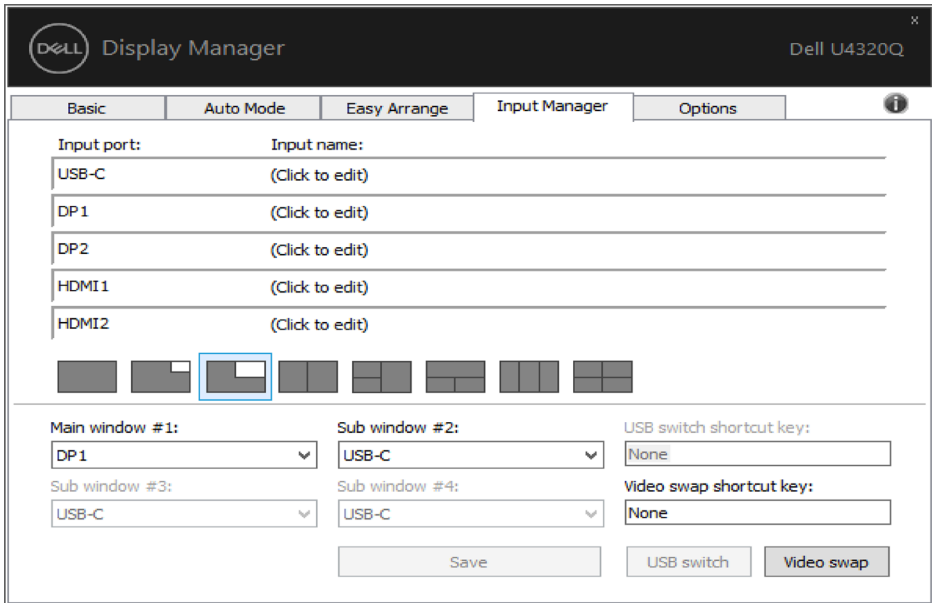 x
DELL Display Manager Dell U4320Q
Basic Auto Mode Easy Arrange Input Manager Options i
Input port: Input name:
USB-C (Click to edit)
DP1 (Click to edit)
DP2 (Click to edit)
HDMI1 (Click to edit)
HDMI2 (Click to edit)
Main window #1: Sub window #2: USB switch shortcut key:
DP1 USB-C None
Sub window #3: Sub window #4: Video swap shortcut key:
USB-C USB-C None
Save USB switch Video swap